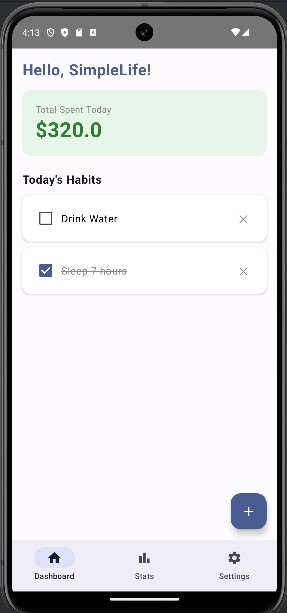 4:13
Hello, SimpleLife!
Total Spent Today
$320.0
Today's Habits
Drink Water
Sleep 7 hours
Dashboard
Stats
Settings